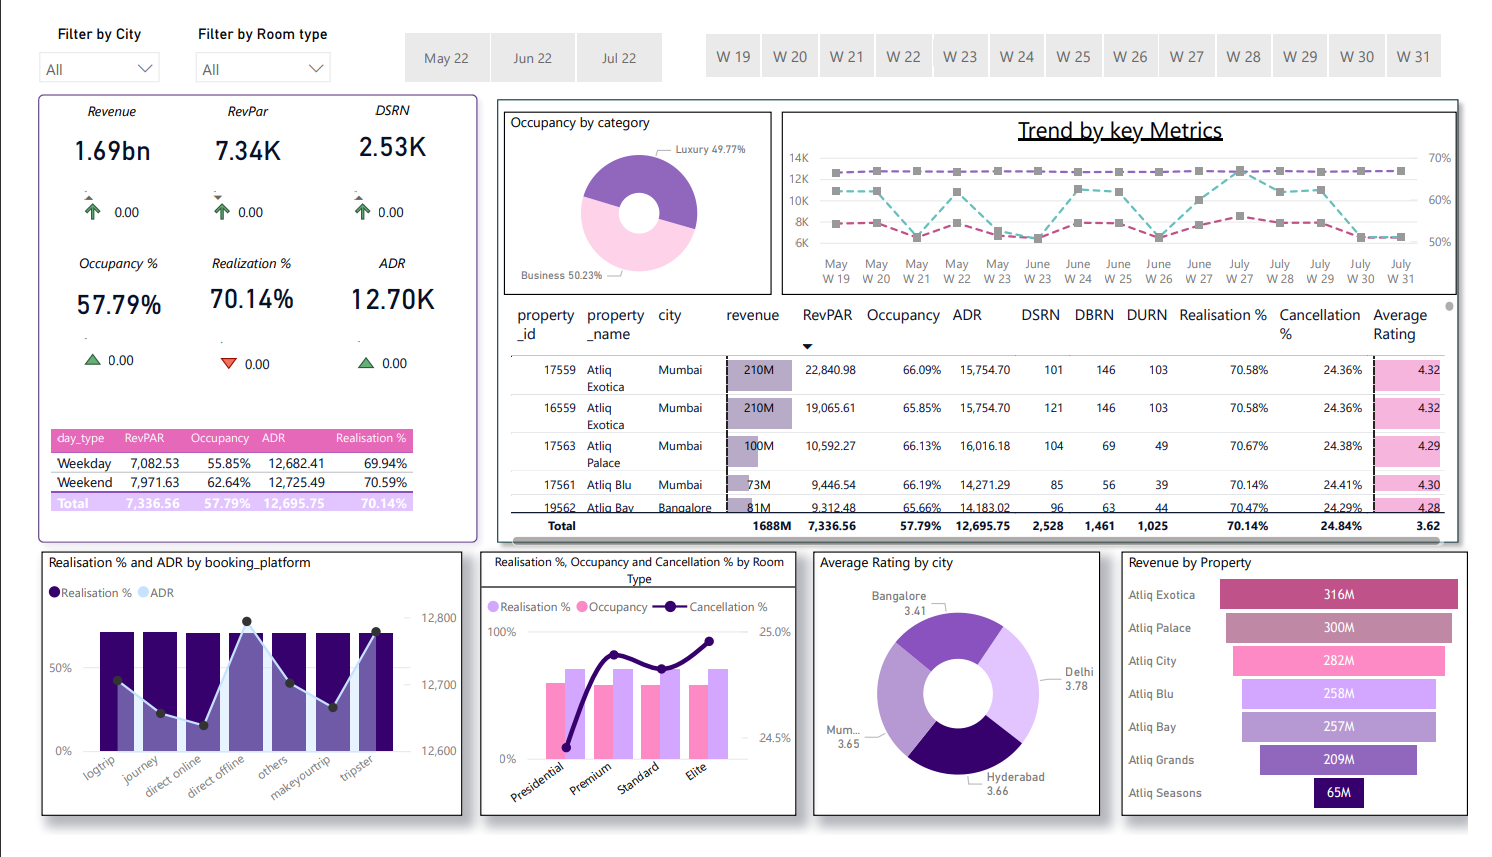 Filter by City
Filter by Room type
All
All
May 22
Jun 22
Jul 22
W 19
W 20
W 21
W 22
W 23
W 24
W 25
W 26
W 27
W 28
W 29
W 30
W 31
Revenue
RevPar
DSRN
1.69bn
7.34K
2.53K
0.00
0.00
0.00
Occupancy %
Realization %
ADR
57.79%
70.14%
12.70K
0.00
0.00
0.00
day_type RevPAR Occupancy ADR Realisation %
Weekday 7,082.53 55.85% 12,682.41 69.94%
Weekend 7,971.63 62.64% 12,725.49 70.59%
Total 7,336.56 57.79% 12,695.75 70.14%
Occupancy by category
Luxury 49.77%
Business 50.23%
Trend by key Metrics
14K
12K
10K
8K
6K
70%
60%
50%
May W 19
May W 20
May W 21
May W 22
May W 23
June W 23
June W 24
June W 25
June W 26
June W 27
July W 27
July W 28
July W 29
July W 30
July W 31
property_id property_name city revenue RevPAR Occupancy ADR DSRN DBRN DURN Realisation % Cancellation % Average Rating
17559 Atliq Exotica Mumbai 210M 22,840.98 66.09% 15,754.70 101 146 103 70.58% 24.36% 4.32
16559 Atliq Exotica Mumbai 210M 19,065.61 65.85% 15,754.70 121 146 103 70.58% 24.36% 4.32
17563 Atliq Palace Mumbai 100M 10,592.27 66.13% 16,016.18 104 69 49 70.67% 24.38% 4.29
17561 Atliq Blu Mumbai 73M 9,446.54 66.19% 14,271.29 85 56 39 70.14% 24.41% 4.30
19562 Atliq Bay Bangalore 81M 9,312.48 65.66% 14,183.02 96 63 44 70.47% 24.29% 4.28
Total 1688M 7,336.56 57.79% 12,695.75 2,528 1,461 1,025 70.14% 24.84% 3.62
Realisation % and ADR by booking_platform
Realisation % ADR
50%
0%
12,800
12,700
12,600
logtrip
journey
direct online
direct offline
others
makeyourtrip
tripster
Realisation %, Occupancy and Cancellation % by Room
Type
Realisation % Occupancy Cancellation %
100%
0%
25.0%
24.5%
Presidential
Premium
Standard
Elite
Average Rating by city
Bangalore
3.41
Delhi
3.78
Mum...
3.65
Hyderabad
3.66
Revenue by Property
Atliq Exotica 316M
Atliq Palace 300M
Atliq City 282M
Atliq Blu 258M
Atliq Bay 257M
Atliq Grands 209M
Atliq Seasons 65M